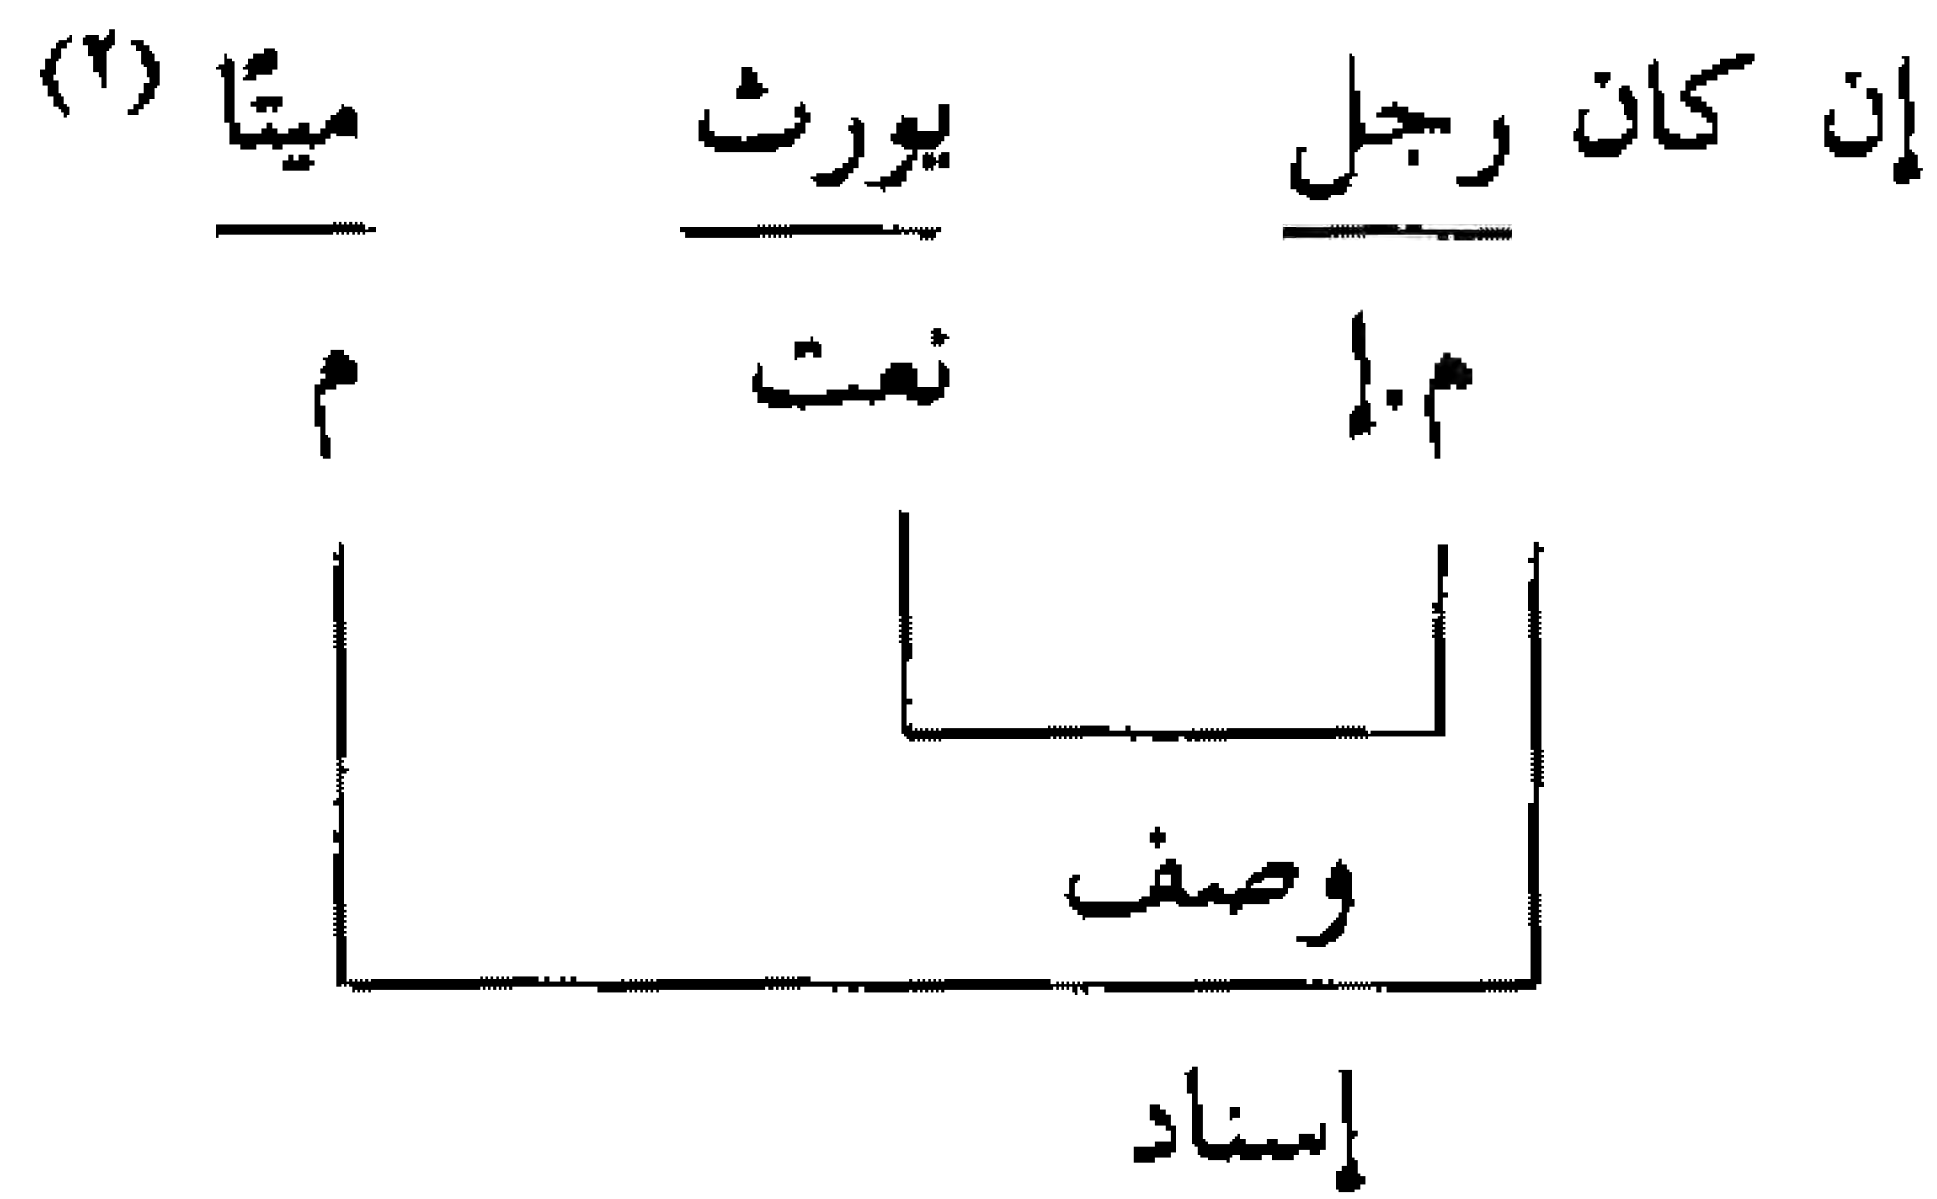 إن كان رجل يورث ميتًا (٢)
م.إ نعت م
وصف
إسناد